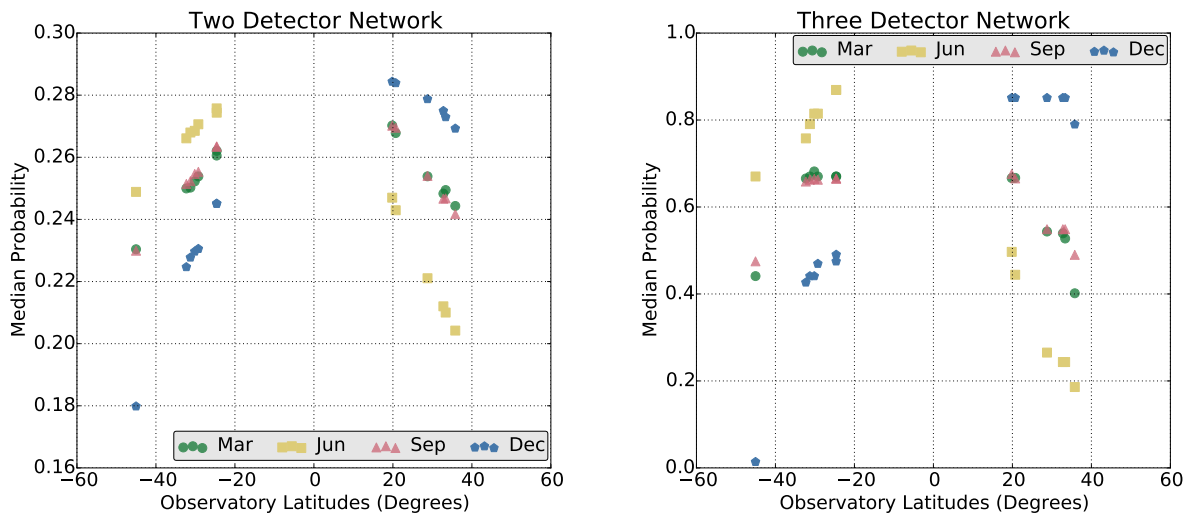 Two Detector Network
0.30
0.28
0.26
0.24
0.22
0.20
0.18
0.16
Median Probability
Mar Jun Sep Dec
−60 −40 −20 0 20 40 60
Observatory Latitudes (Degrees)
Three Detector Network
1.0
0.8
0.6
0.4
0.2
0.0
Median Probability
Mar Jun Sep Dec
−60 −40 −20 0 20 40 60
Observatory Latitudes (Degrees)